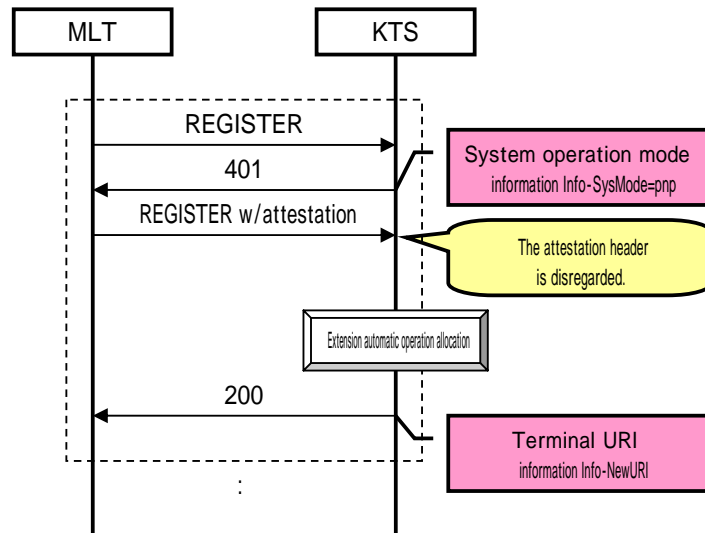 MLT
KTS
REGISTER
System operation mode
information Info-SysMode=pnp
401
REGISTER w/attestation
The attestation header
is disregarded.
Extension automatic operation allocation
200
Terminal URI
information Info-NewURI
: